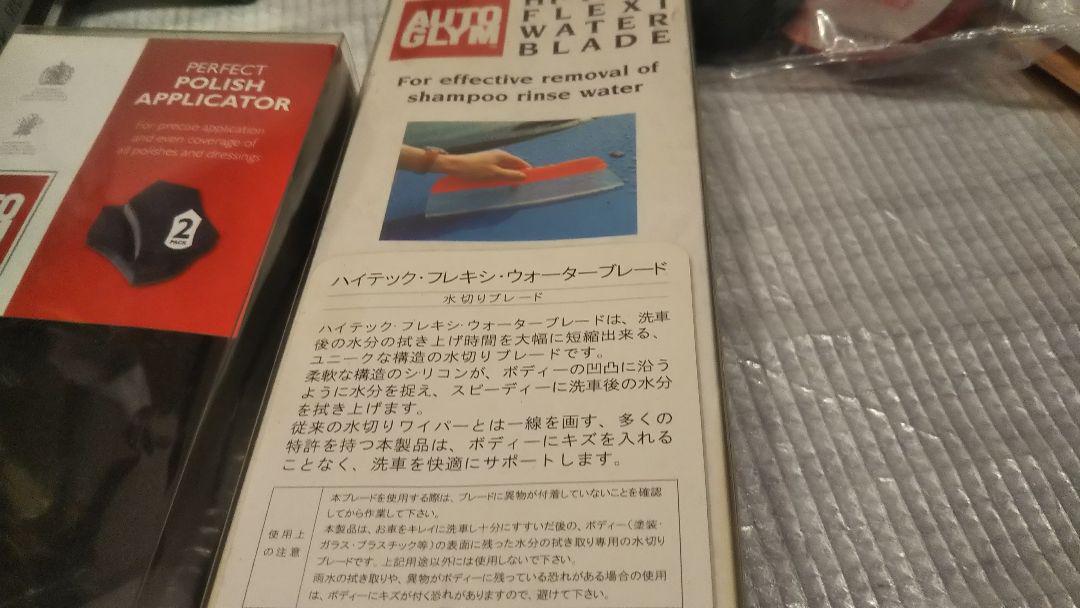 PERFECT
POLISH
APPLICATOR
For precise application
and even coverage of
all polishes and dressings
2
PACK
AUTO
GLYM
FLEXI
WATER
BLADE
For effective removal of
shampoo rinse water
ハイテック・フレキシ・ウォーターブレード
水切りブレード
ハイテック・フレキシ・ウォーターブレードは、洗車
後の水分の拭き上げ時間を大幅に短縮出来る、
ユニークな構造の水切りブレードです。
柔軟な構造のシリコンが、ボディーの凹凸に沿う
ように水分を捉え、スピーディーに洗車後の水分
を拭き上げます。
従来の水切りワイパーとは一線を画す、多くの
特許を持つ本製品は、ボディーにキズを入れる
ことなく、洗車を快適にサポートします。
使用上
の注意
本ブレードを使用する際は、ブレードに異物が付着していないことを確認
してから作業して下さい。
本製品は、お車をキレイに洗車し十分にすすいだ後の、ボディー(塗装・
ガラス・プラスチック等)の表面に残った水分の拭き取り専用の水切り
ブレードです。上記用途以外には使用しないで下さい。
雨水の拭き取りや、異物がボディーに残っている恐れがある場合の使用
は、ボディーにキズが付く恐れがありますので、避けて下さい。